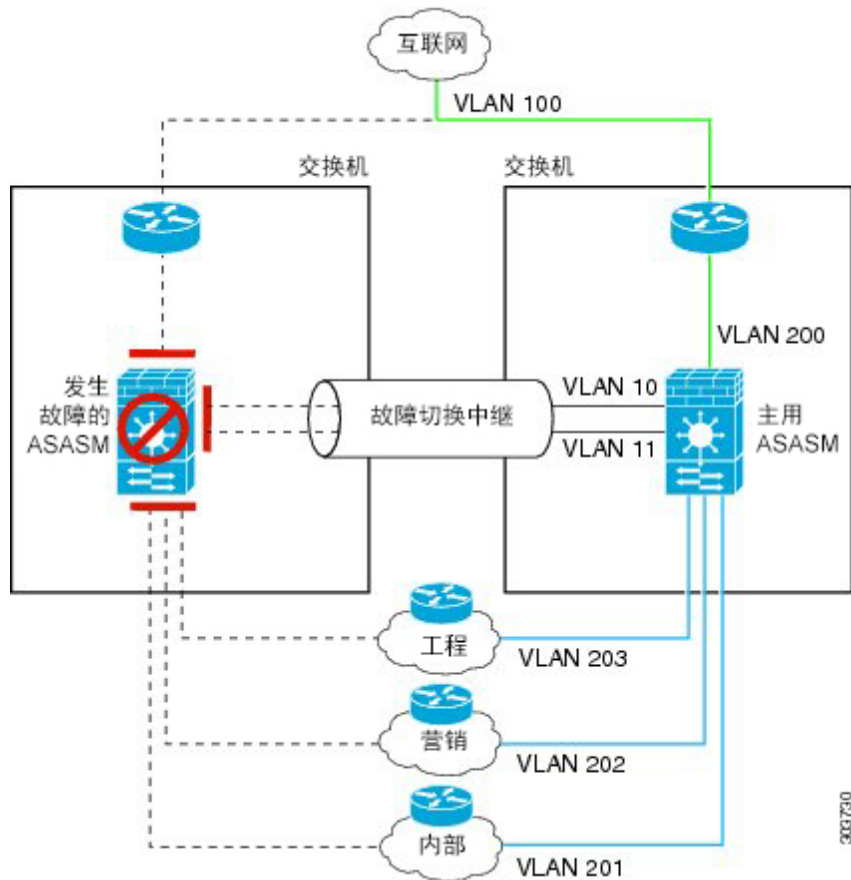 互联网
VLAN 100
交换机
交换机
VLAN 200
发生
故障的
ASASM
故障切换中继
VLAN 10
VLAN 11
主用
ASASM
工程
VLAN 203
营销
VLAN 202
内部
VLAN 201
303730